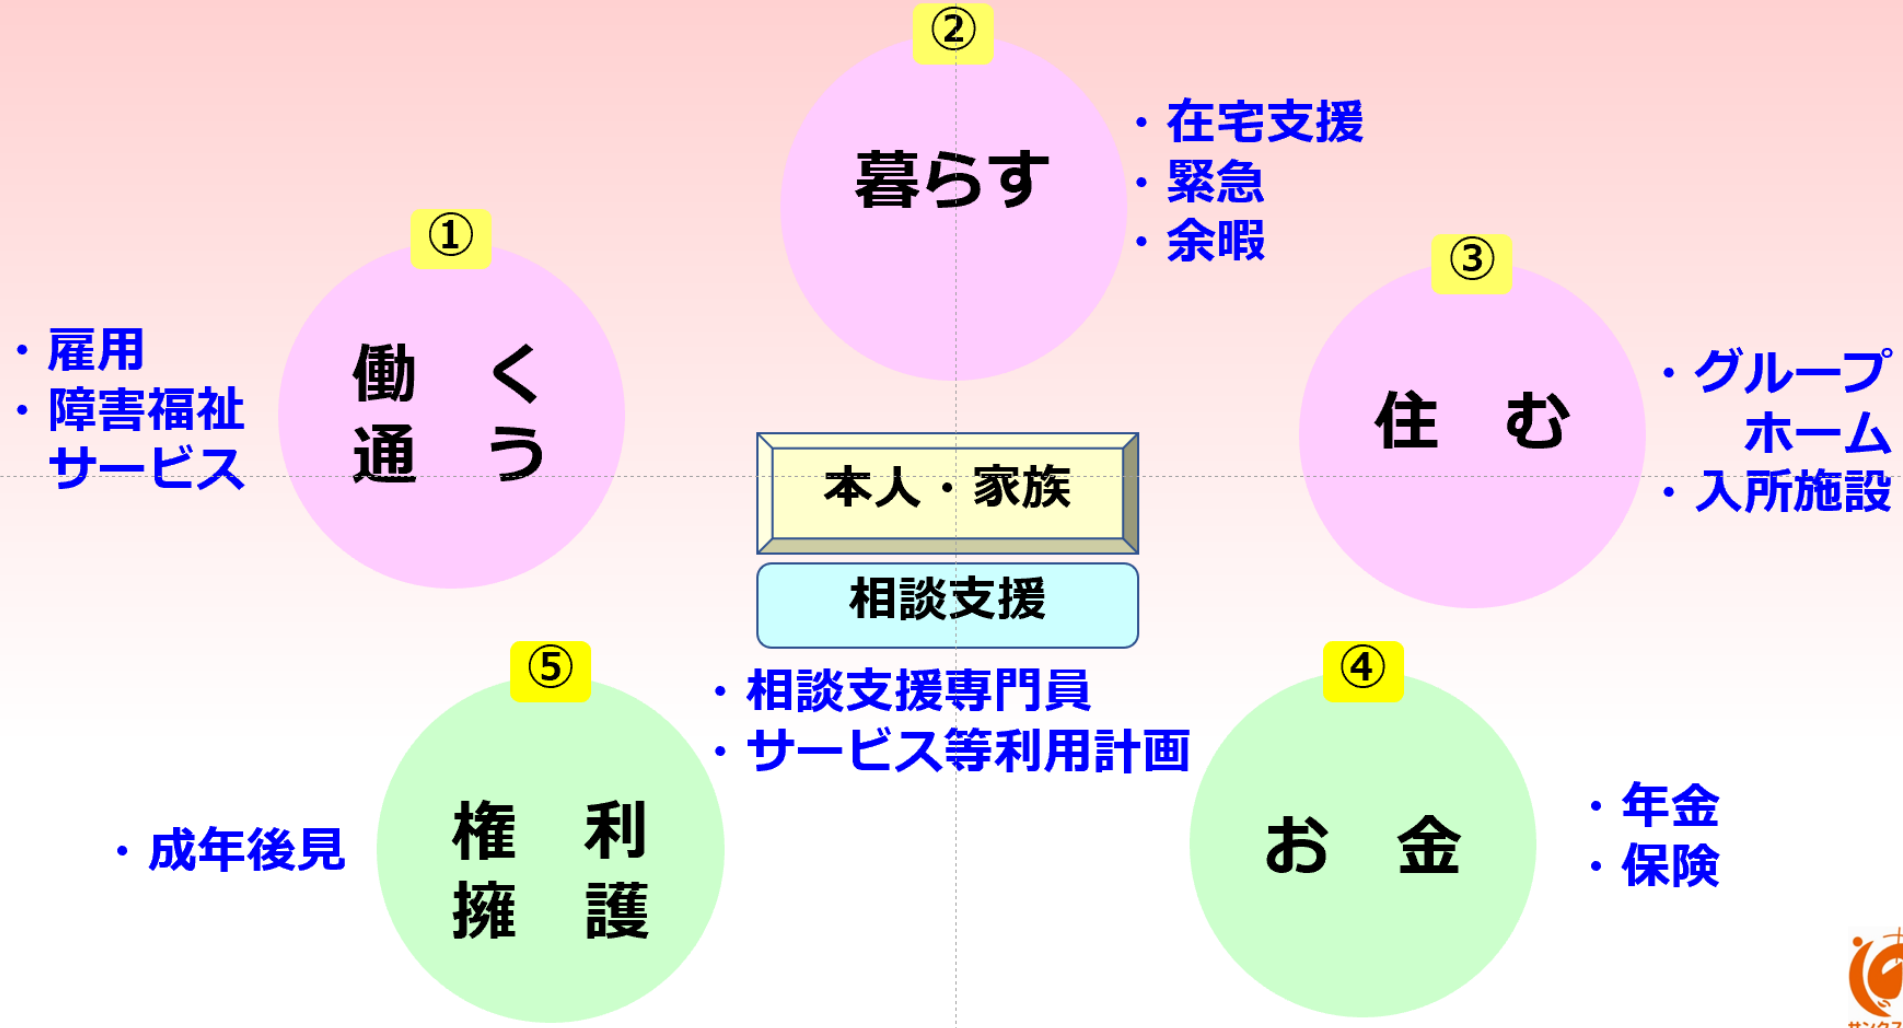 ①
働　く
通　う
・雇用
・障害福祉
サービス
②
暮らす
・在宅支援
・緊急
・余暇
③
住　む
・グループ
ホーム
・入所施設
本人・家族
相談支援
・相談支援専門員
・サービス等利用計画
④
お　金
・年金
・保険
⑤
権　利
擁　護
・成年後見